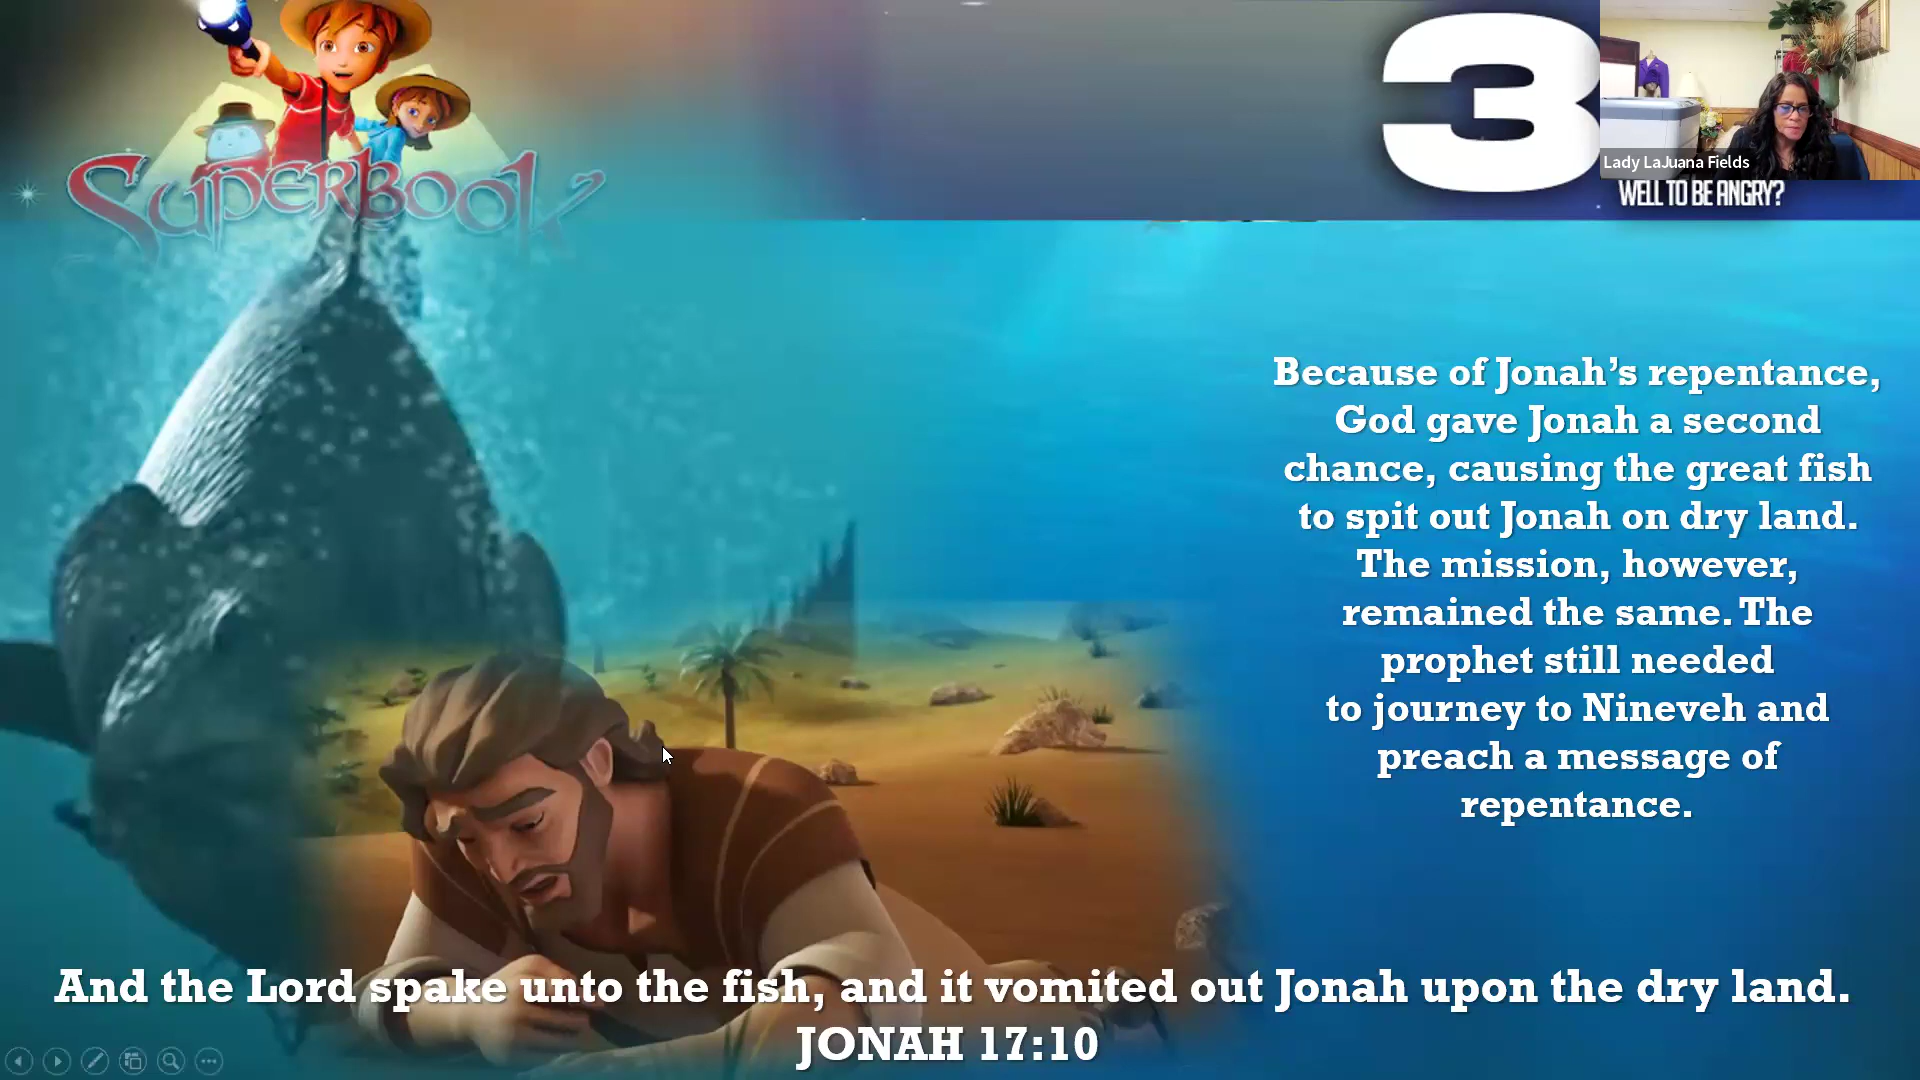 SUPERBOOK
3
Lady LaJuana Fields
WELL TO BE ANGRY?
Because of Jonah’s repentance,
God gave Jonah a second
chance, causing the great fish
to spit out Jonah on dry land.
The mission, however,
remained the same. The
prophet still needed
to journey to Nineveh and
preach a message of
repentance.
And the Lord spake unto the fish, and it vomited out Jonah upon the dry land.
JONAH 17:10